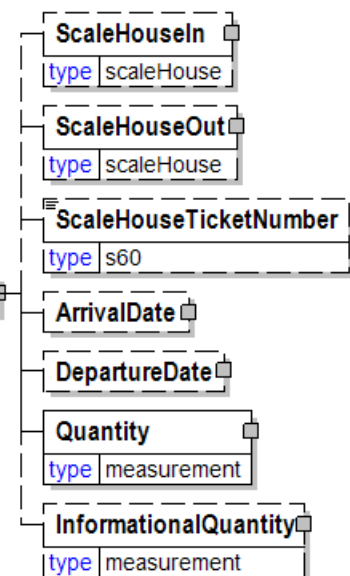 ScaleHouseIn
type scaleHouse
ScaleHouseOut
type scaleHouse
ScaleHouseTicketNumber
type s60
ArrivalDate
DepartureDate
Quantity
type measurement
InformationalQuantity
type measurement